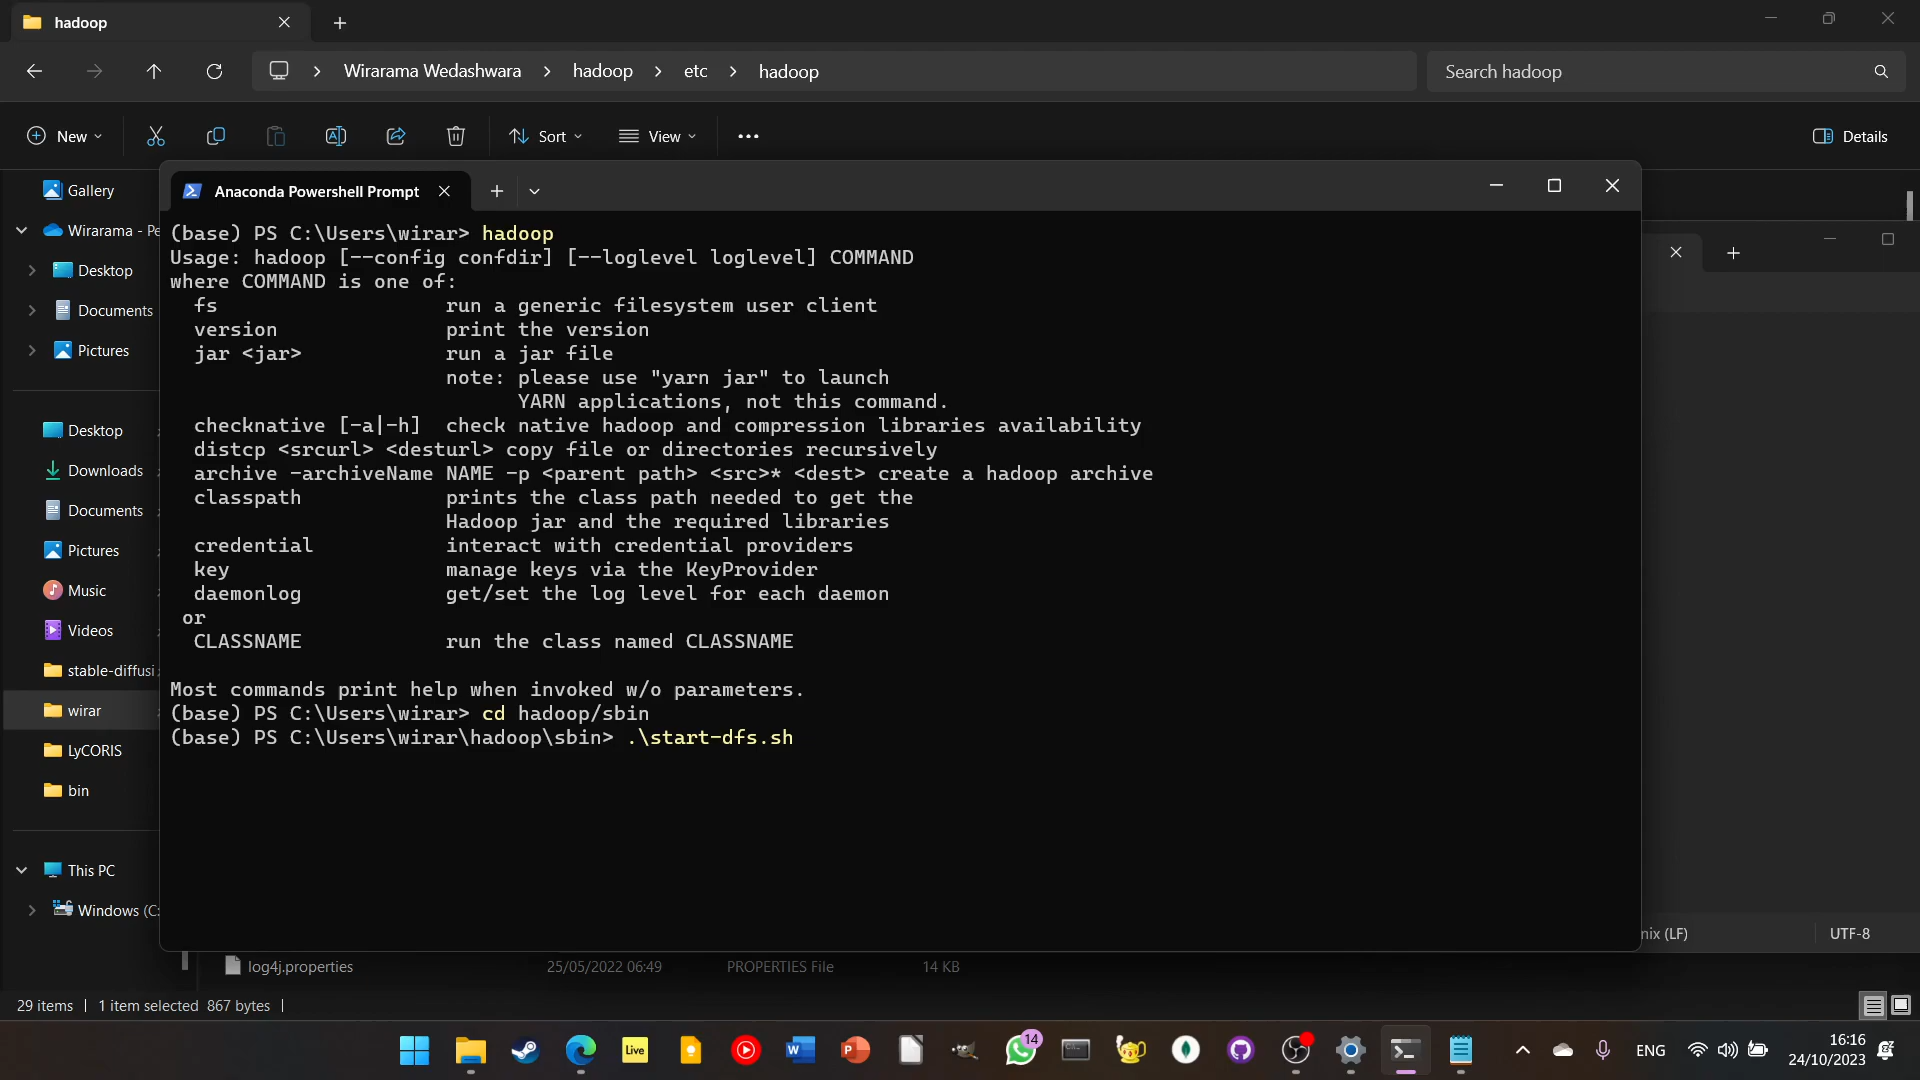 hadoop
Wirarama Wedashwara > hadoop > etc > hadoop
Search hadoop
New
Sort
View
Details
Gallery
Wirarama - Pe
Desktop
Documents
Pictures
Desktop
Downloads
Documents
Pictures
Music
Videos
stable-diffusi
wirar
LyCORIS
bin
This PC
Windows (C:
Anaconda Powershell Prompt
(base) PS C:\Users\wirar> hadoop
Usage: hadoop [--config confdir] [--loglevel loglevel] COMMAND
where COMMAND is one of:
fs run a generic filesystem user client
version print the version
jar <jar> run a jar file
note: please use "yarn jar" to launch
YARN applications, not this command.
checknative [-a|-h] check native hadoop and compression libraries availability
distcp <srcurl> <desturl> copy file or directories recursively
archive -archiveName NAME -p <parent path> <src>* <dest> create a hadoop archive
classpath prints the class path needed to get the
Hadoop jar and the required libraries
credential interact with credential providers
key manage keys via the KeyProvider
daemonlog get/set the log level for each daemon
or
CLASSNAME run the class named CLASSNAME
Most commands print help when invoked w/o parameters.
(base) PS C:\Users\wirar> cd hadoop/sbin
(base) PS C:\Users\wirar\hadoop\sbin> .\start-dfs.sh
nix (LF)
UTF-8
log4j.properties 25/05/2022 06:49 PROPERTIES File 14 KB
29 items | 1 item selected 867 bytes |
Live
14
ENG
16:16
24/10/2023